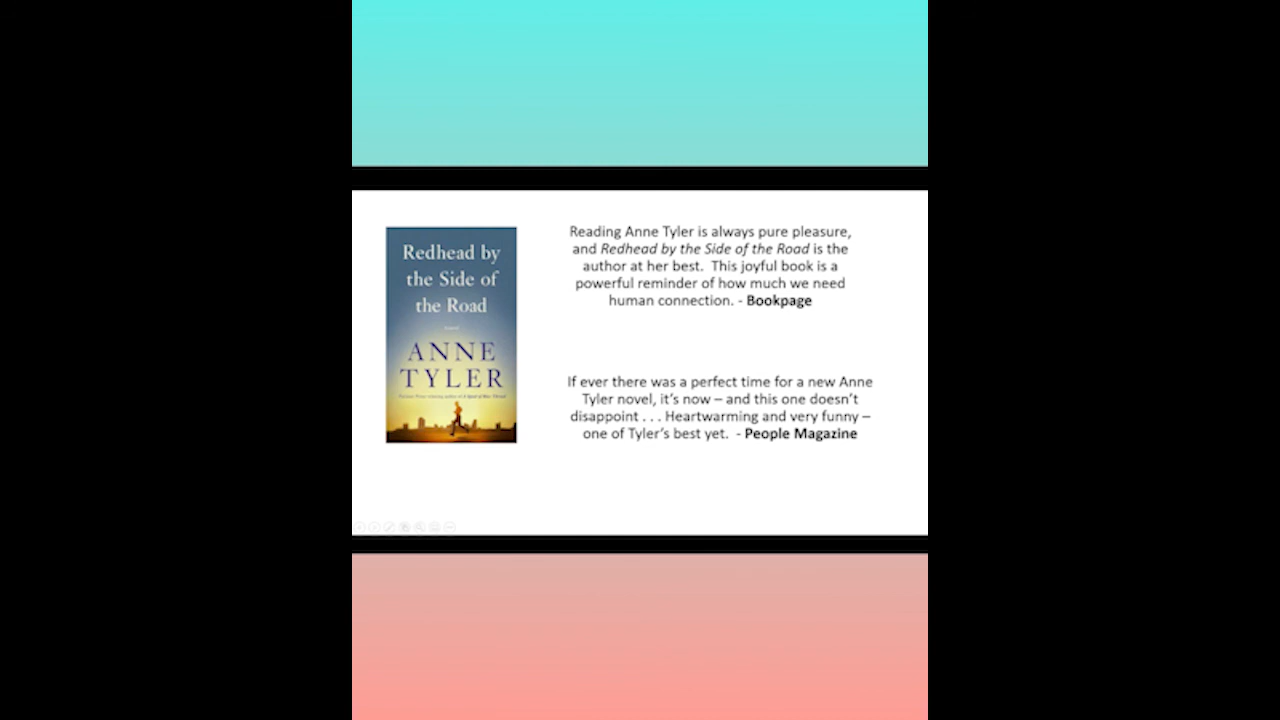 Redhead by
the Side of
the Road
ANNE
TYLER
Reading Anne Tyler is always pure pleasure,
and Redhead by the Side of the Road is the
author at her best.  This joyful book is a
powerful reminder of how much we need
human connection. - Bookpage
If ever there was a perfect time for a new Anne
Tyler novel, it's now – and this one doesn't
disappoint . . . Heartwarming and very funny –
one of Tyler's best yet.  - People Magazine